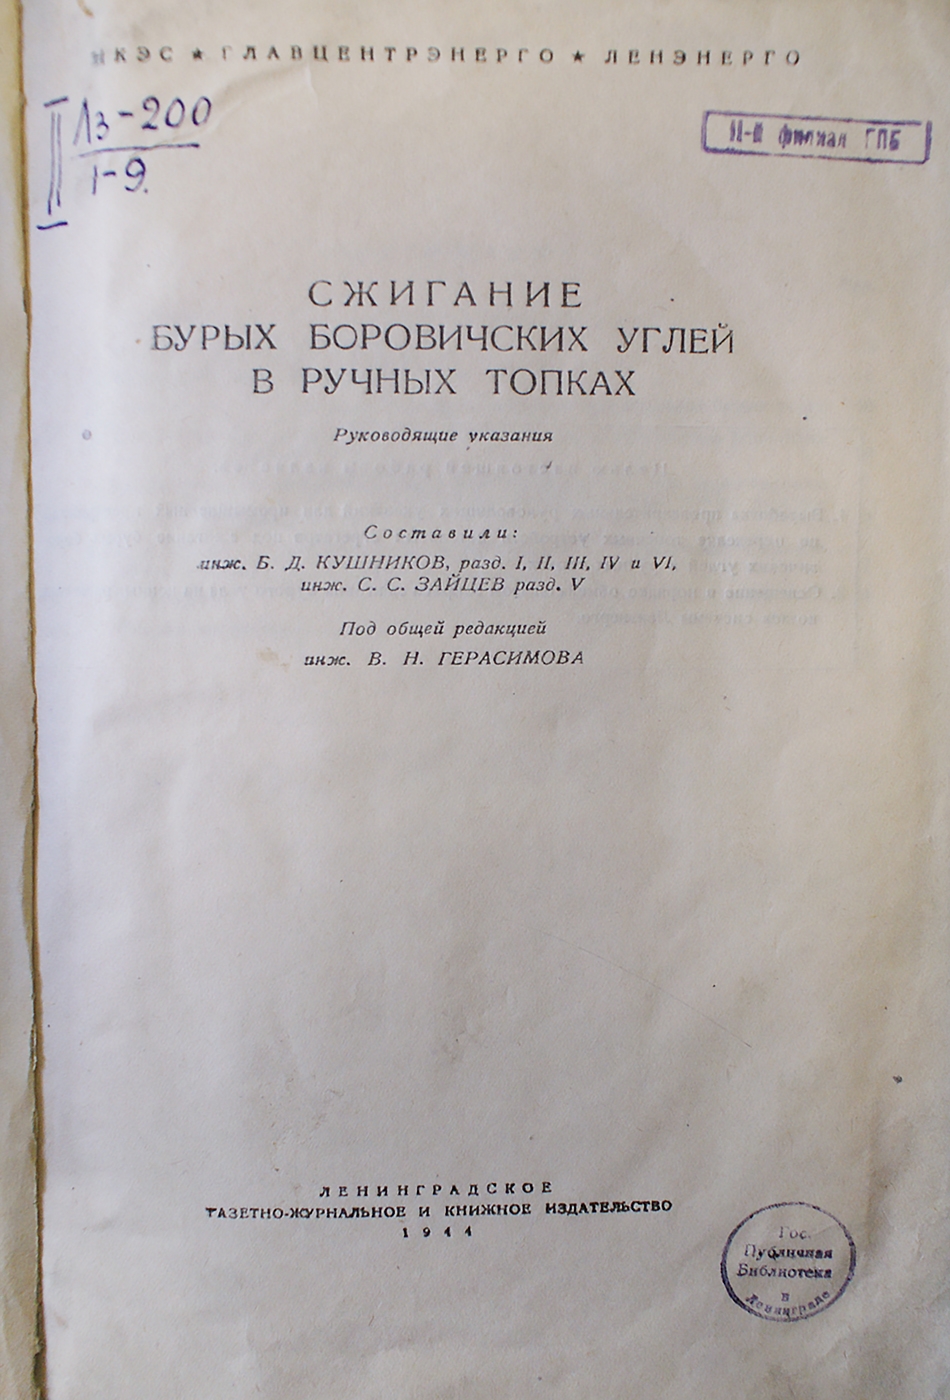 НКЭС ★ ГЛАВЦЕНТРЭНЕРГО ★ ЛЕНЭНЕРГО
Лз-200
1-9.
II-й филиал ГПБ
СЖИГАНИЕ
БУРЫХ БОРОВИЧСКИХ УГЛЕЙ
В РУЧНЫХ ТОПКАХ
Руководящие указания
Составили:
инж. Б. Д. КУШНИКОВ, разд. I, II, III, IV и VI,
инж. С. С. ЗАЙЦЕВ разд. V
Под общей редакцией
инж. В. Н. ГЕРАСИМОВА
ЛЕНИНГРАДСКОЕ
ГАЗЕТНО-ЖУРНАЛЬНОЕ И КНИЖНОЕ ИЗДАТЕЛЬСТВО
1944
Гос.
Публичная
Библиотека
в
Ленинграде